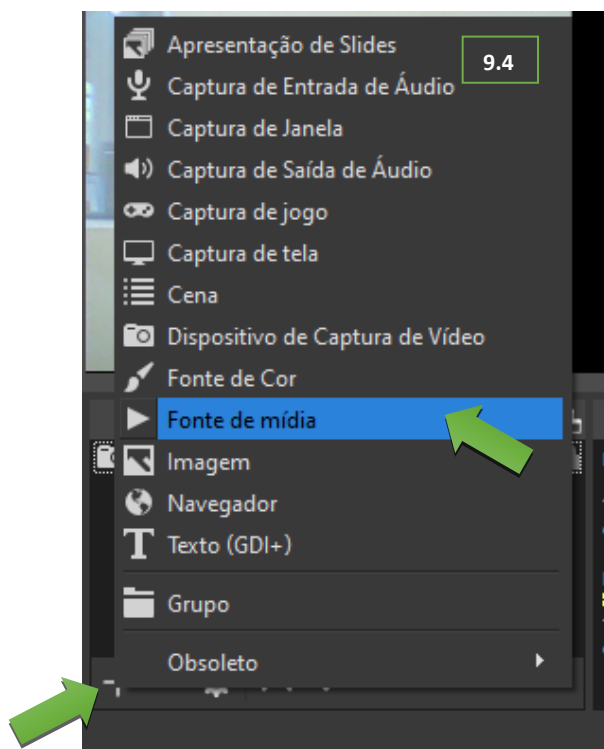 Apresentação de Slides
9.4
Captura de Entrada de Áudio
Captura de Janela
Captura de Saída de Áudio
Captura de jogo
Captura de tela
Cena
Dispositivo de Captura de Vídeo
Fonte de Cor
Fonte de mídia
Imagem
Navegador
Texto (GDI+)
Grupo
Obsoleto